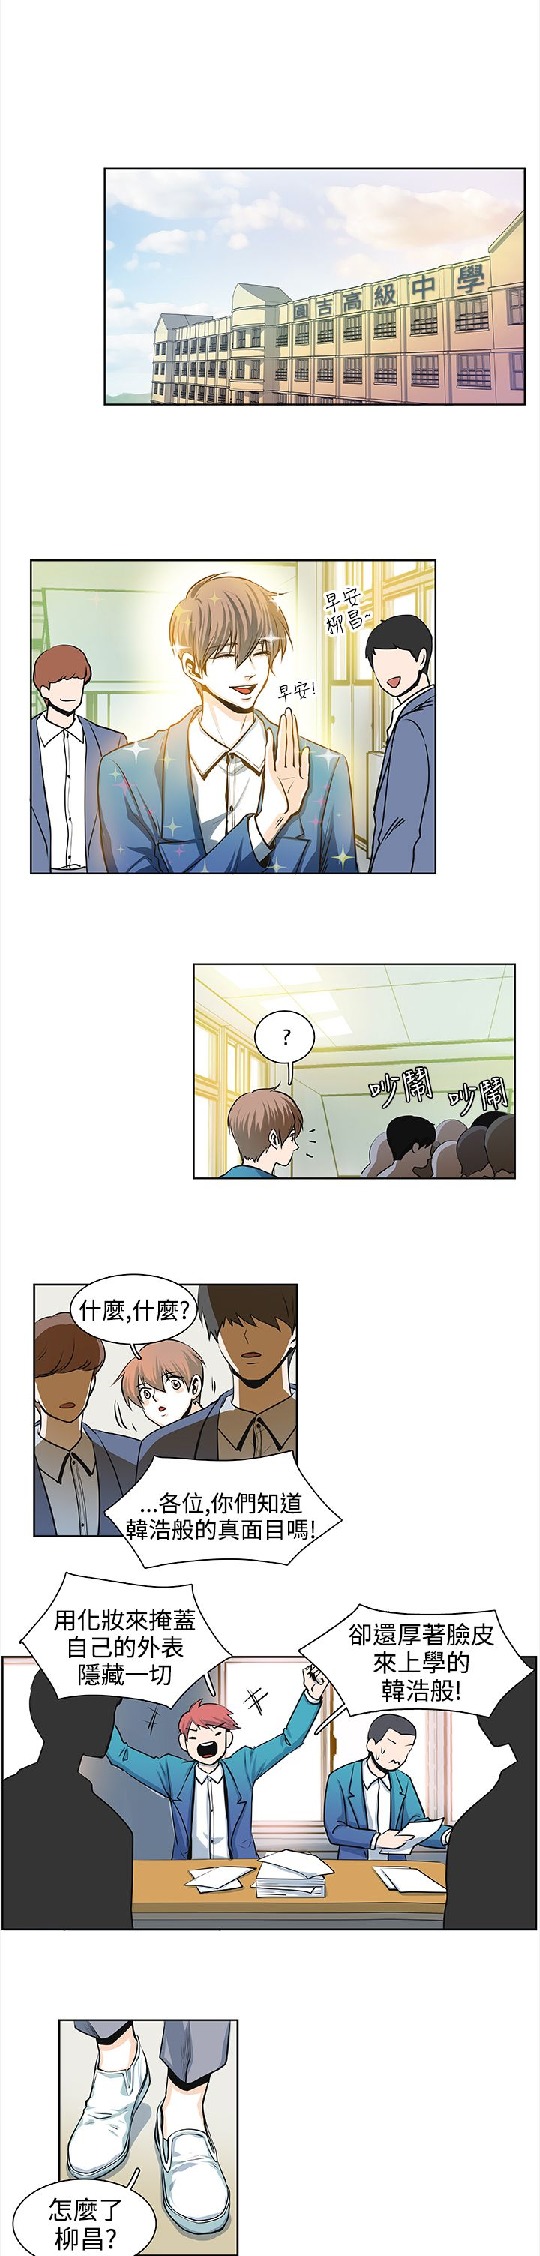 國吉高級中學
早安
柳昌~
早安!
?
吵鬧
吵鬧
什麼,什麼?
...各位,你們知道
韓浩般的真面目嗎!
用化妝來掩蓋
自己的外表
隱藏一切
卻還厚著臉皮
來上學的
韓浩般!
怎麼了
柳昌?